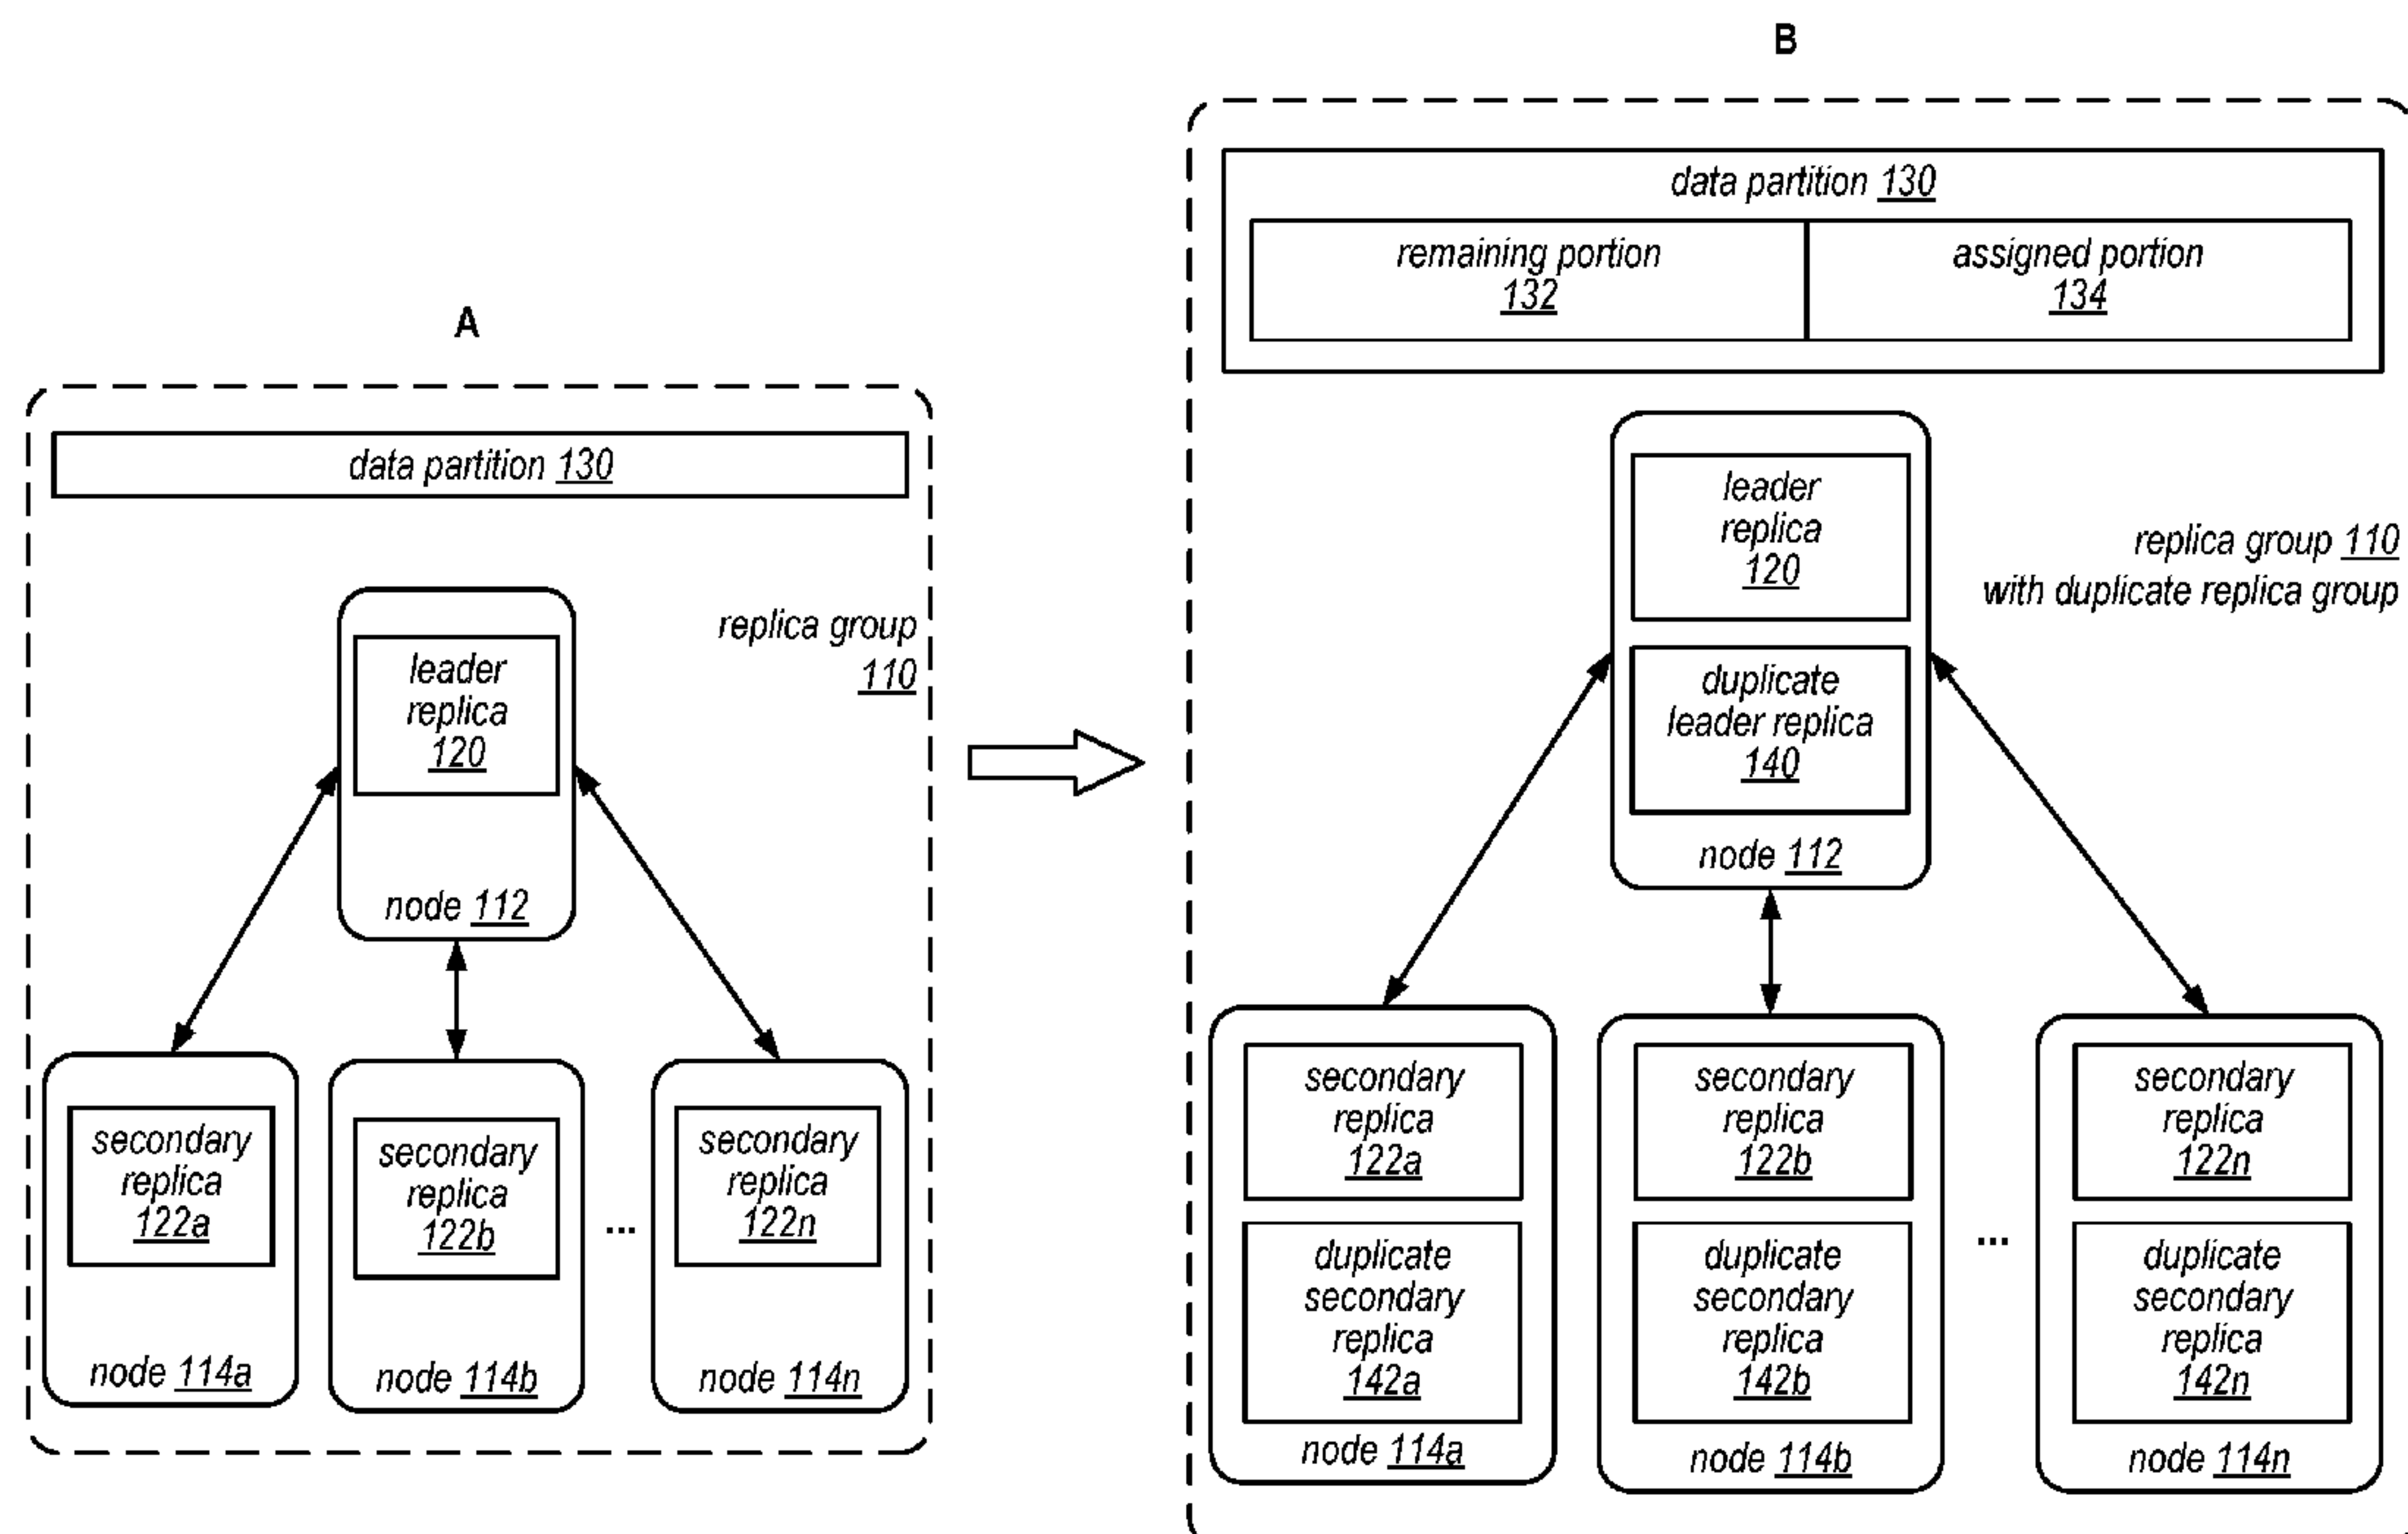 A
data partition 130
replica group
110
leader
replica
120
node 112
secondary
replica
122a
node 114a
secondary
replica
122b
node 114b
...
secondary
replica
122n
node 114n
B
data partition 130
remaining portion
132
assigned portion
134
leader
replica
120
duplicate
leader replica
140
node 112
replica group 110
with duplicate replica group
secondary
replica
122a
duplicate
secondary
replica
142a
node 114a
secondary
replica
122b
duplicate
secondary
replica
142b
node 114b
...
secondary
replica
122n
duplicate
secondary
replica
142n
node 114n